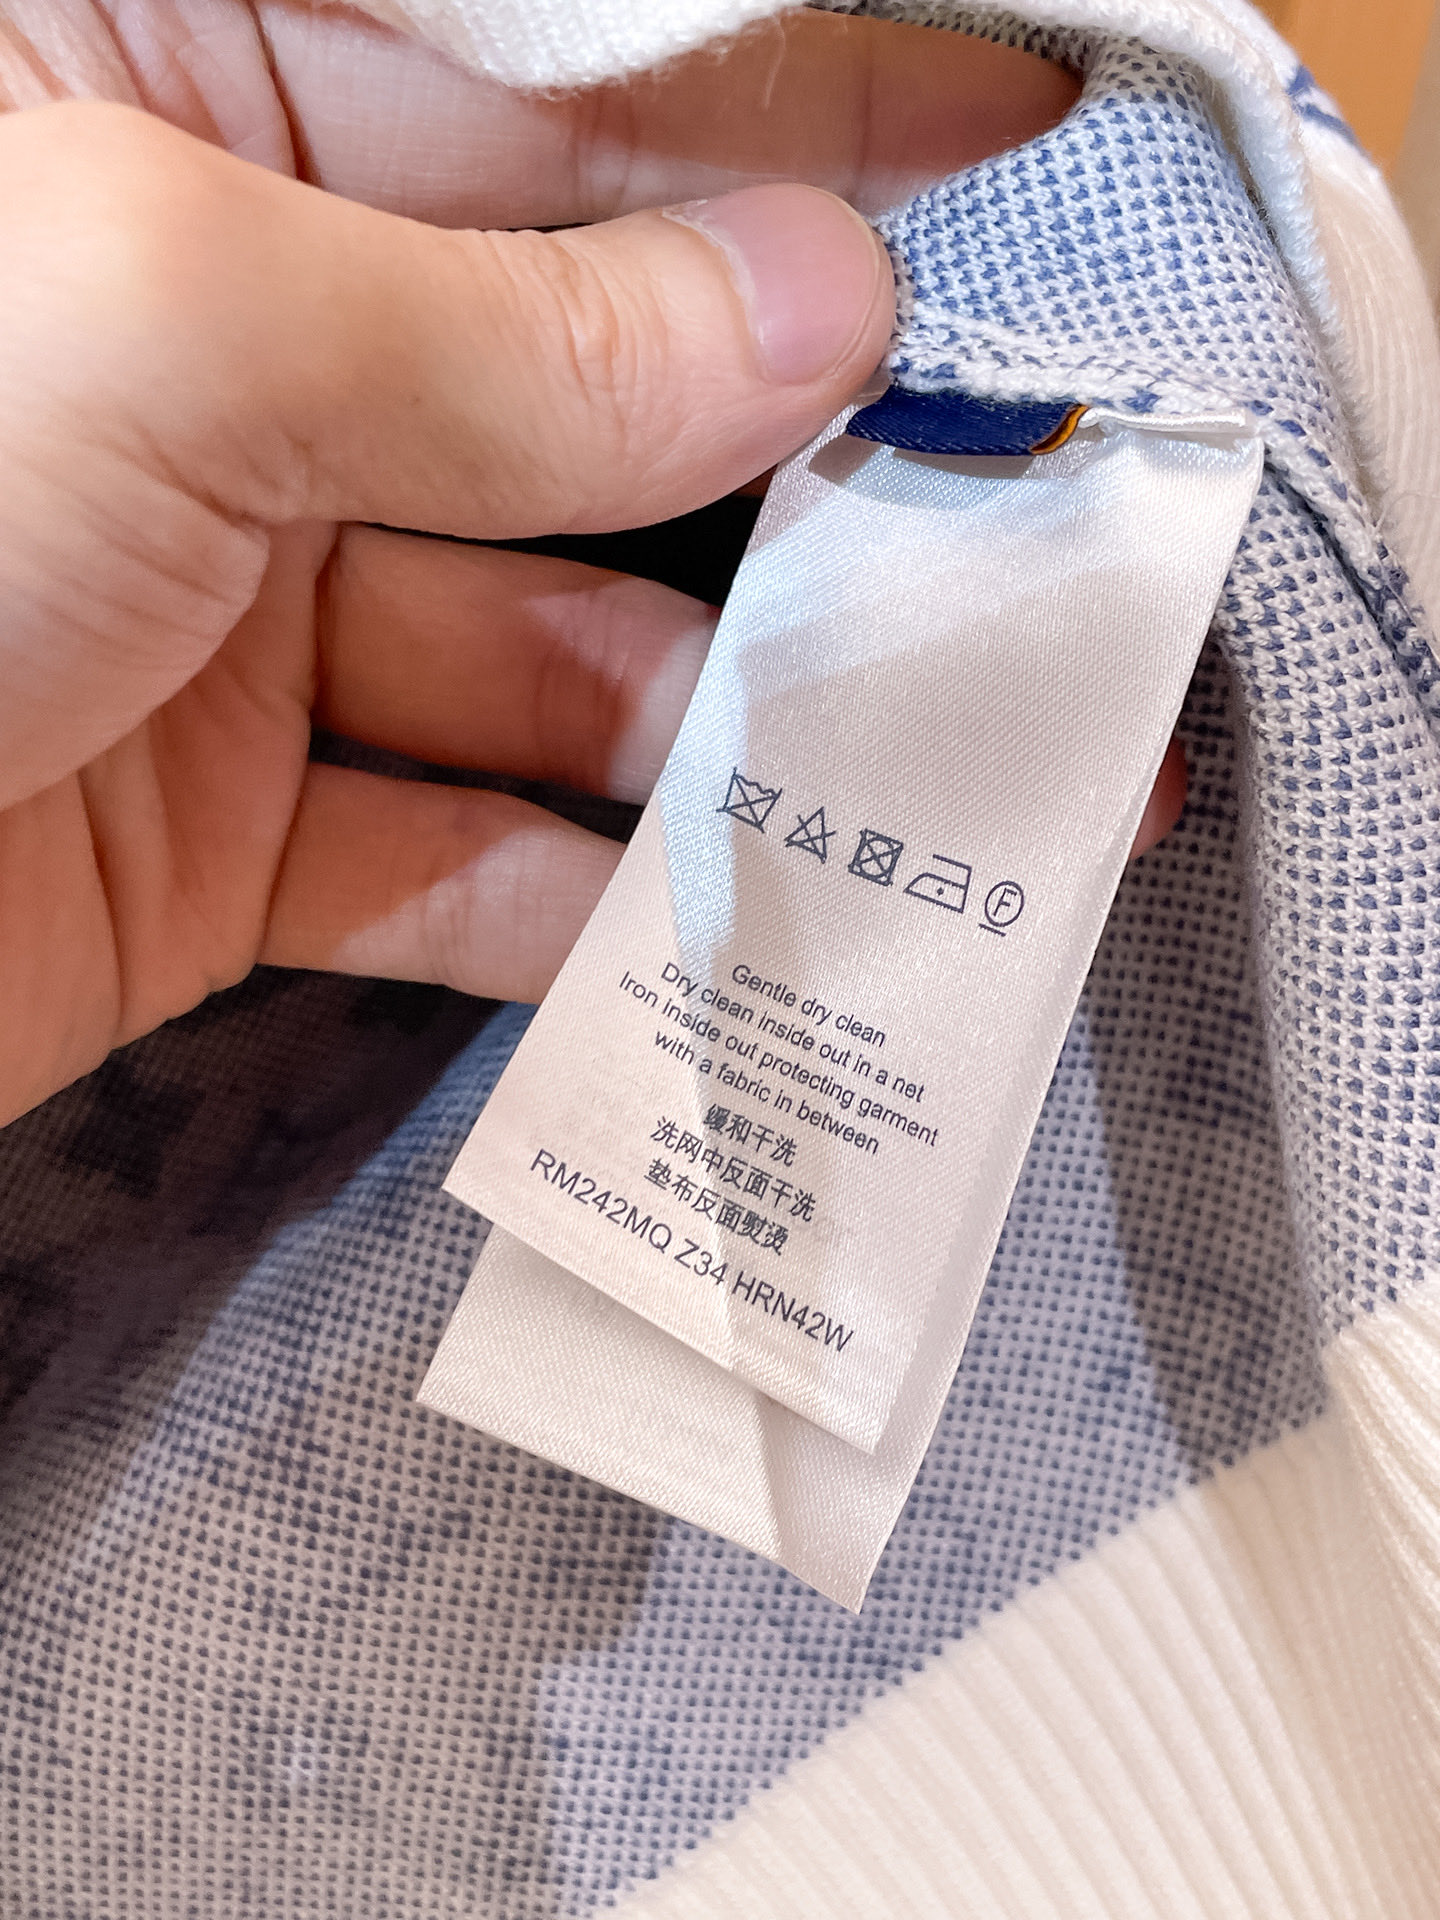 F
Gentle dry clean
Dry clean inside out in a net
Iron inside out protecting garment
with a fabric in between
缓和干洗
洗网中反面干洗
垫布反面熨烫
RM242MQ Z34 HRN42W